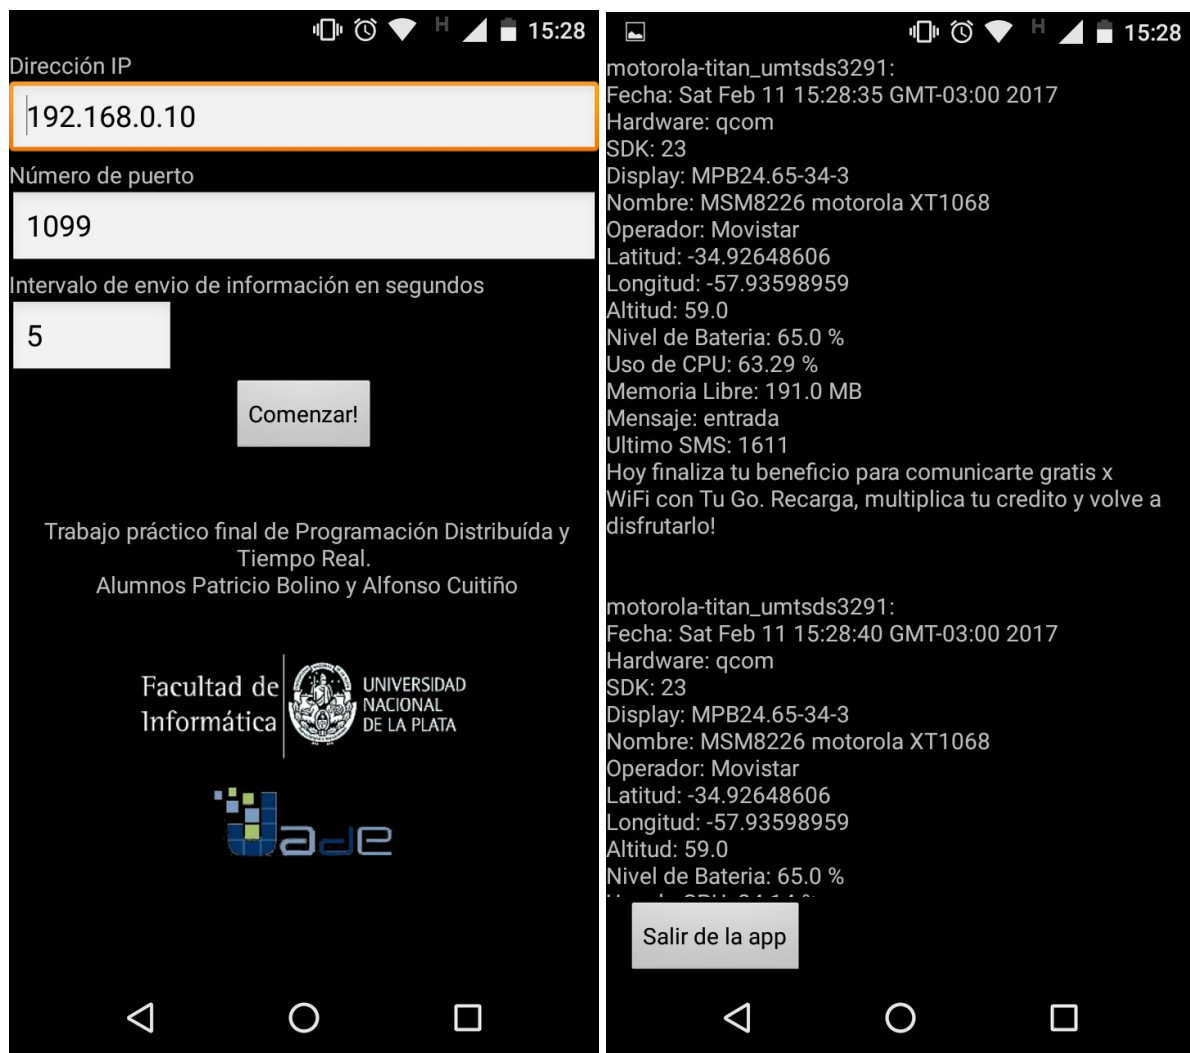 H 15:28
Dirección IP
192.168.0.10
Número de puerto
1099
Intervalo de envio de información en segundos
5
Comenzar!
Trabajo práctico final de Programación Distribuída y
Tiempo Real.
Alumnos Patricio Bolino y Alfonso Cuitiño
Facultad de
Informática
UNIVERSIDAD
NACIONAL
DE LA PLATA
Jade
H 15:28
motorola-titan_umtsds3291:
Fecha: Sat Feb 11 15:28:35 GMT-03:00 2017
Hardware: qcom
SDK: 23
Display: MPB24.65-34-3
Nombre: MSM8226 motorola XT1068
Operador: Movistar
Latitud: -34.92648606
Longitud: -57.93598959
Altitud: 59.0
Nivel de Bateria: 65.0 %
Uso de CPU: 63.29 %
Memoria Libre: 191.0 MB
Mensaje: entrada
Ultimo SMS: 1611
Hoy finaliza tu beneficio para comunicarte gratis x
WiFi con Tu Go. Recarga, multiplica tu credito y volve a
disfrutarlo!
motorola-titan_umtsds3291:
Fecha: Sat Feb 11 15:28:40 GMT-03:00 2017
Hardware: qcom
SDK: 23
Display: MPB24.65-34-3
Nombre: MSM8226 motorola XT1068
Operador: Movistar
Latitud: -34.92648606
Longitud: -57.93598959
Altitud: 59.0
Nivel de Bateria: 65.0 %
Salir de la app